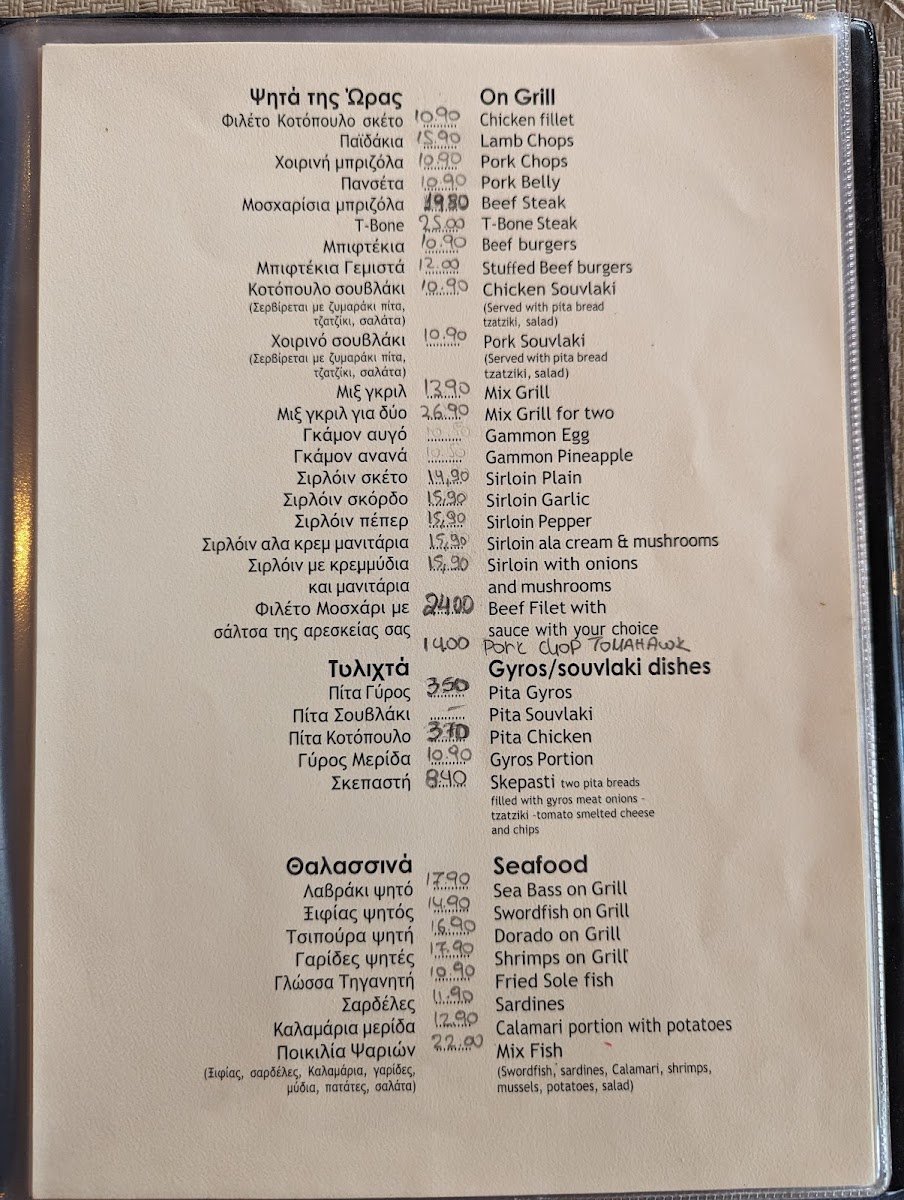 Ψητά της Ώρας On Grill
Φιλέτο Κοτόπουλο σκέτο 10.90 Chicken fillet
Παϊδάκια 15.90 Lamb Chops
Χοιρινή μπριζόλα 10.90 Pork Chops
Πανσέτα 10.90 Pork Belly
Μοσχαρίσια μπριζόλα 19.80 Beef Steak
T-Bone 25.00 T-Bone Steak
Μπιφτέκια 10.90 Beef burgers
Μπιφτέκια Γεμιστά 12.00 Stuffed Beef burgers
Κοτόπουλο σουβλάκι 10.90 Chicken Souvlaki
(Σερβίρεται με ζυμαράκι πίτα, (Served with pita bread
τζατζίκι, σαλάτα) tzatziki, salad)
Χοιρινό σουβλάκι 10.90 Pork Souvlaki
(Σερβίρεται με ζυμαράκι πίτα, (Served with pita bread
τζατζίκι, σαλάτα) tzatziki, salad)
Μιξ γκριλ 13.90 Mix Grill
Μιξ γκριλ για δύο 26.90 Mix Grill for two
Γκάμον αυγό Gammon Egg
Γκάμον ανανά Gammon Pineapple
Σιρλόιν σκέτο 14,90 Sirloin Plain
Σιρλόιν σκόρδο 15,90 Sirloin Garlic
Σιρλόιν πέπερ 15,90 Sirloin Pepper
Σιρλόιν αλα κρεμ μανιτάρια 15,90 Sirloin ala cream & mushrooms
Σιρλόιν με κρεμμύδια 15,90 Sirloin with onions
και μανιτάρια and mushrooms
Φιλέτο Μοσχάρι με 24.00 Beef Filet with
σάλτσα της αρεσκείας σας sauce with your choice
14.00 PORK CHOP TOMAHAWK
Τυλιχτά Gyros/souvlaki dishes
Πίτα Γύρος 3.50 Pita Gyros
Πίτα Σουβλάκι – Pita Souvlaki
Πίτα Κοτόπουλο 3.70 Pita Chicken
Γύρος Μερίδα 10.90 Gyros Portion
Σκεπαστή 8.40 Skepasti two pita breads
filled with gyros meat onions -
tzatziki -tomato smelted cheese
and chips
Θαλασσινά Seafood
Λαβράκι ψητό 17.90 Sea Bass on Grill
Ξιφίας ψητός 14.90 Swordfish on Grill
Τσιπούρα ψητή 16.90 Dorado on Grill
Γαρίδες ψητές 17.90 Shrimps on Grill
Γλώσσα Τηγανητή 10.90 Fried Sole fish
Σαρδέλες 11.90 Sardines
Καλαμάρια μερίδα 12.90 Calamari portion with potatoes
Ποικιλία Ψαριών 22.00 Mix Fish
(Ξιφίας, σαρδέλες, Καλαμάρια, γαρίδες, (Swordfish, sardines, Calamari, shrimps,
μύδια, πατάτες, σαλάτα) mussels, potatoes, salad)